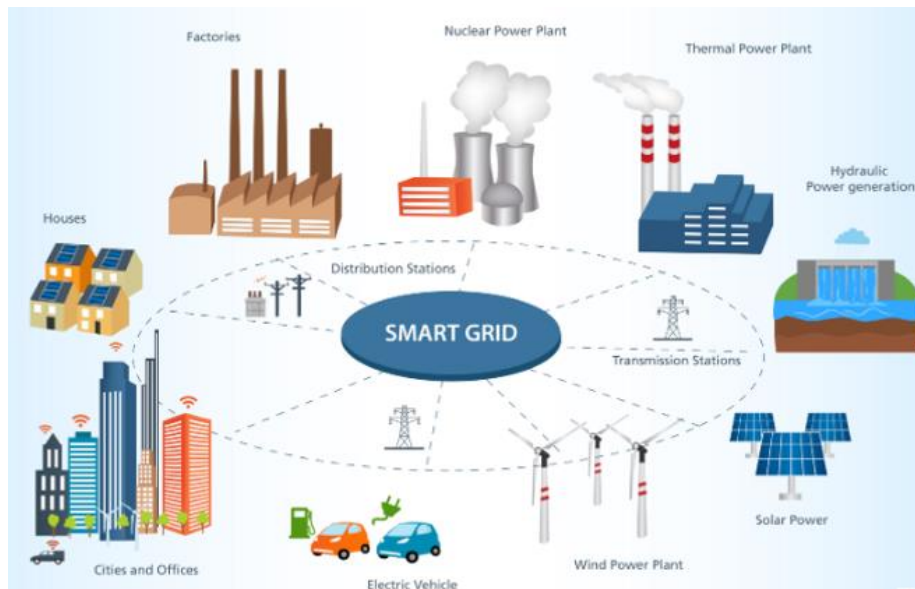 Factories
Nuclear Power Plant
Thermal Power Plant
Hydraulic
Power generation
Houses
Distribution Stations
SMART GRID
Transmission Stations
Solar Power
Wind Power Plant
Electric Vehicle
Cities and Offices